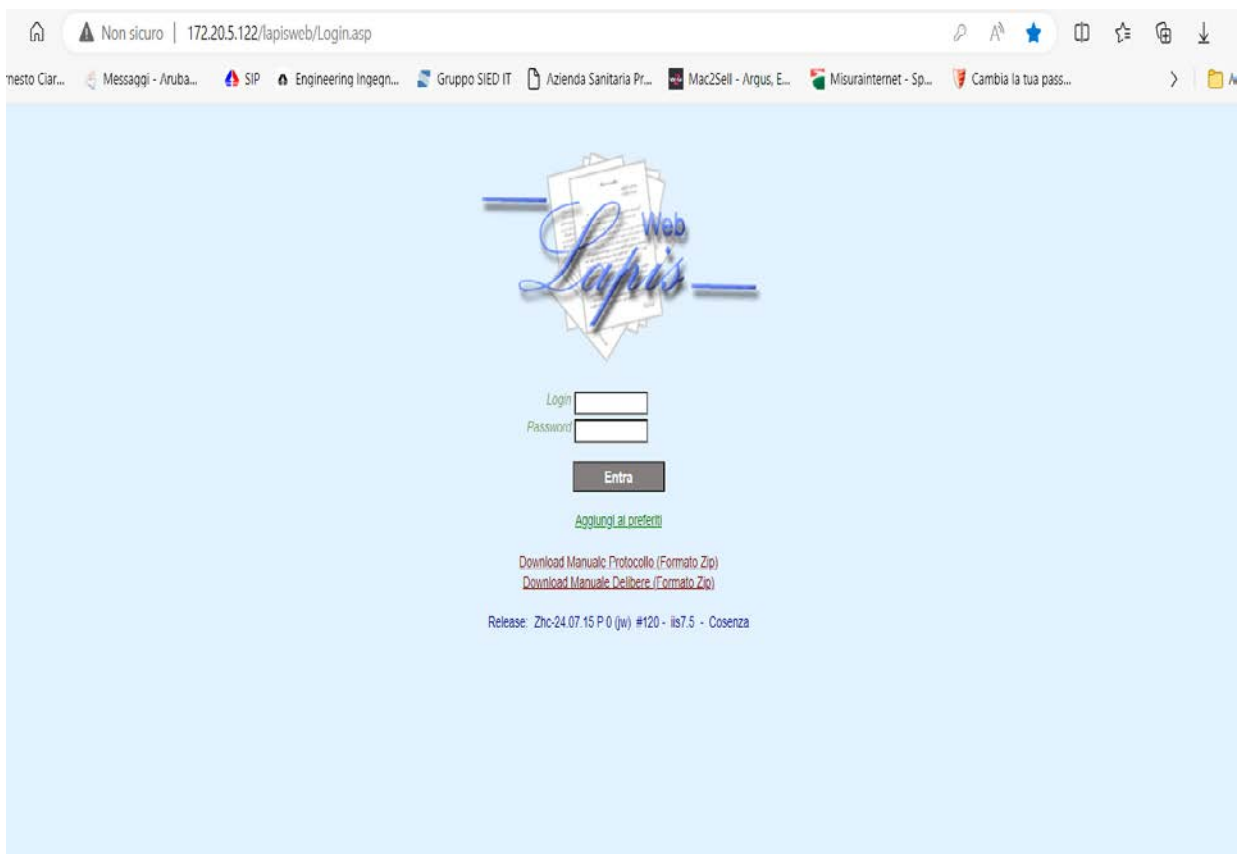 Non sicuro | 172.20.5.122/lapisweb/Login.asp
nesto Ciar... Messaggi - Aruba... SIP Engineering Ingegn... Gruppo SIED IT Azienda Sanitaria Pr... Mac2Sell - Argus, E... Misurainternet - Sp... Cambia la tua pass...
Web
Lapis
Login
Password
Entra
Aggiungi ai preferiti
Download Manuale Protocollo (Formato Zip)
Download Manuale Delibere (Formato Zip)
Release: Zhc-24.07.15 P 0 (jw) #120 - iis7.5 - Cosenza